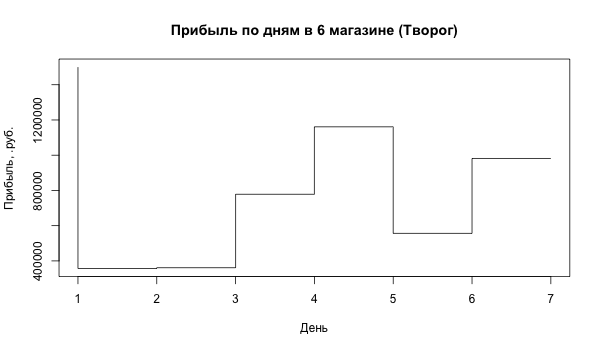 Прибыль по дням в 6 магазине (Творог)
Прибыль, .руб.
1200000
800000
400000
1 2 3 4 5 6 7
День